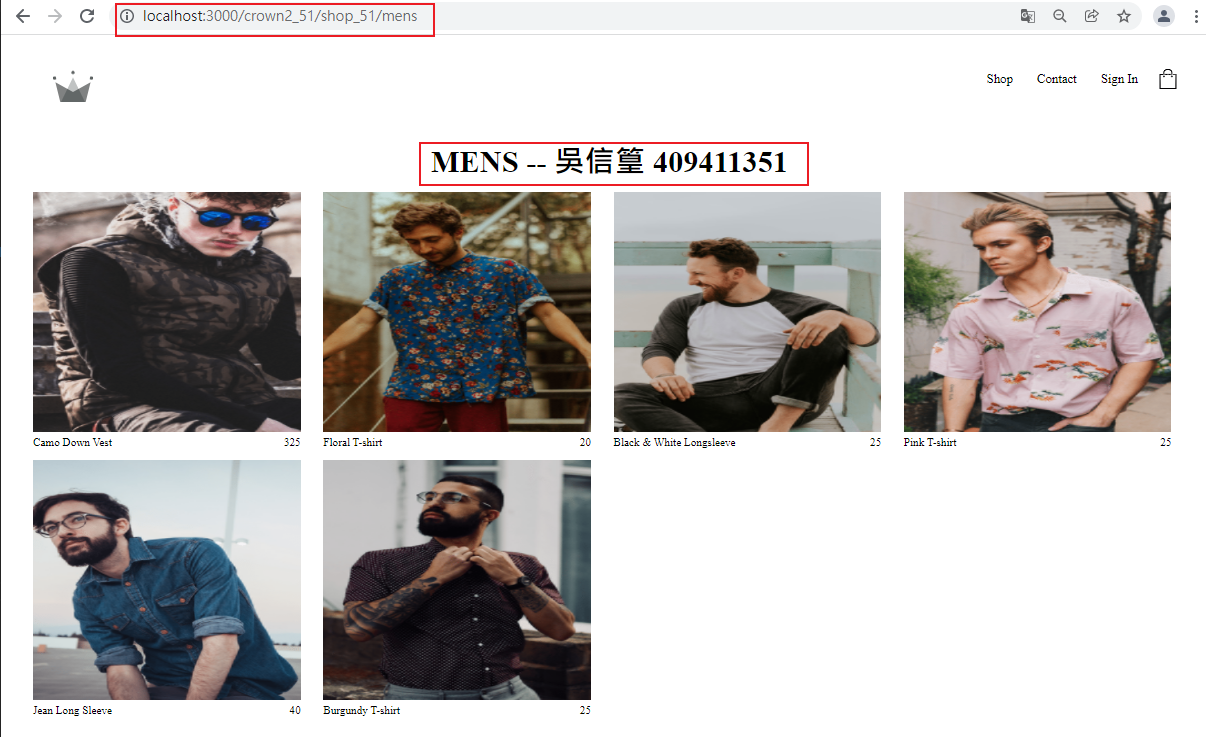 localhost:3000/crown2_51/shop_51/mens
Shop Contact Sign In
MENS -- 吳信篁 409411351
Camo Down Vest 325
Floral T-shirt 20
Black & White Longsleeve 25
Pink T-shirt 25
Jean Long Sleeve 40
Burgundy T-shirt 25